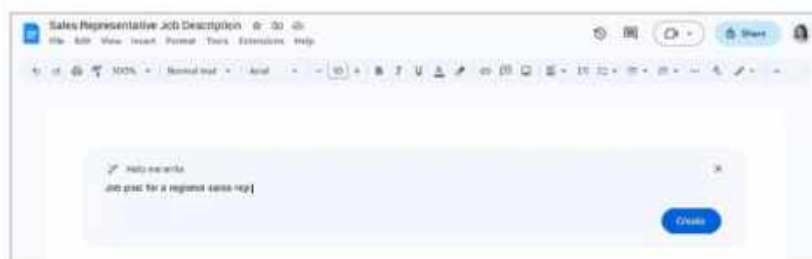 Sales Representative Job Description
File Edit View Insert Format Tools Extensions Help
Share
100% Normal text Arial 10 B I U A
Help me write
Job post for a regional sales rep
Create